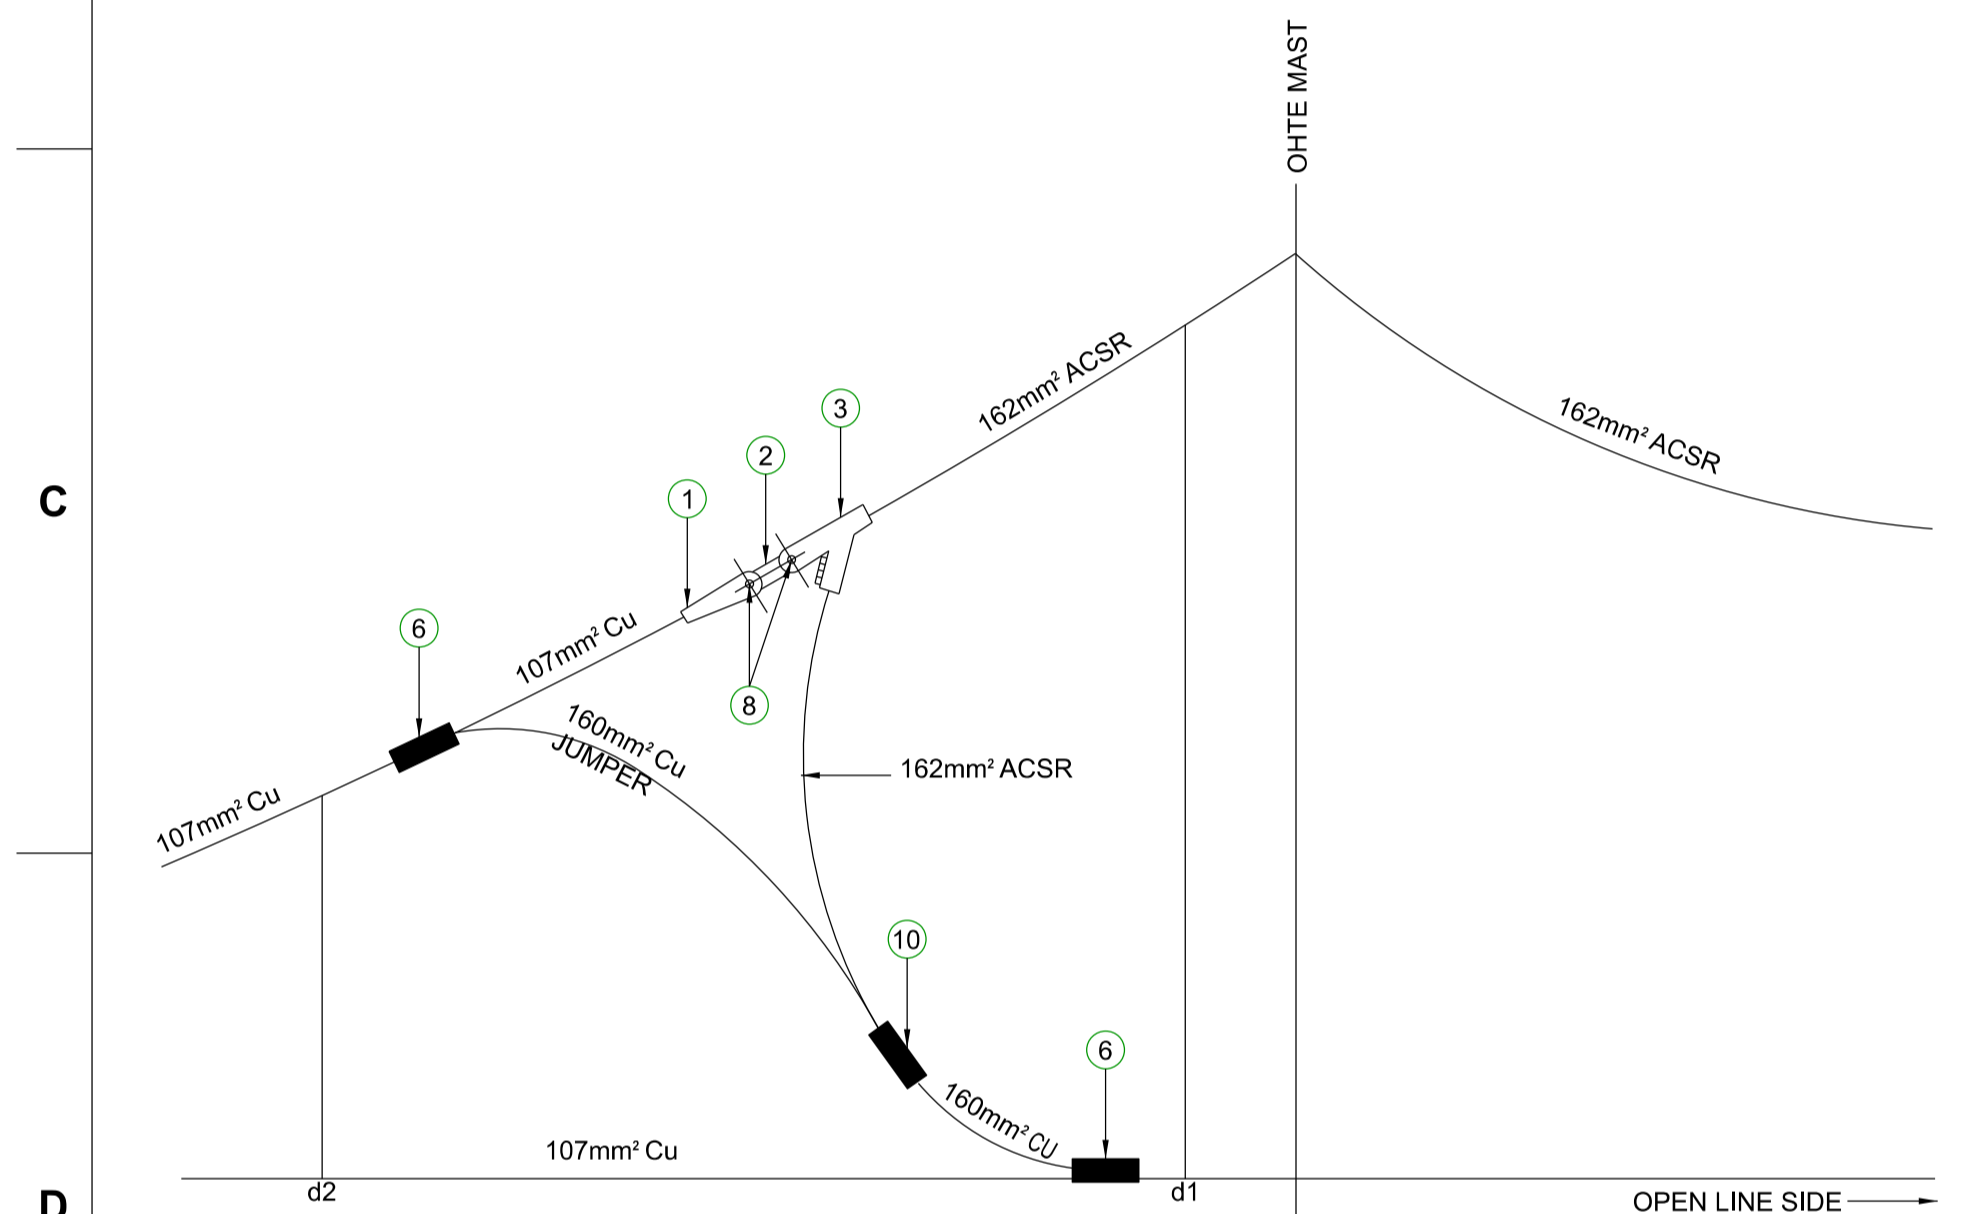 OHTE MAST
162mm² ACSR
162mm² ACSR
3
2
1
C
6
107mm² Cu
8
160mm² Cu
JUMPER
162mm² ACSR
107mm² Cu
10
6
160mm² CU
107mm² Cu
d2
d1
D
OPEN LINE SIDE